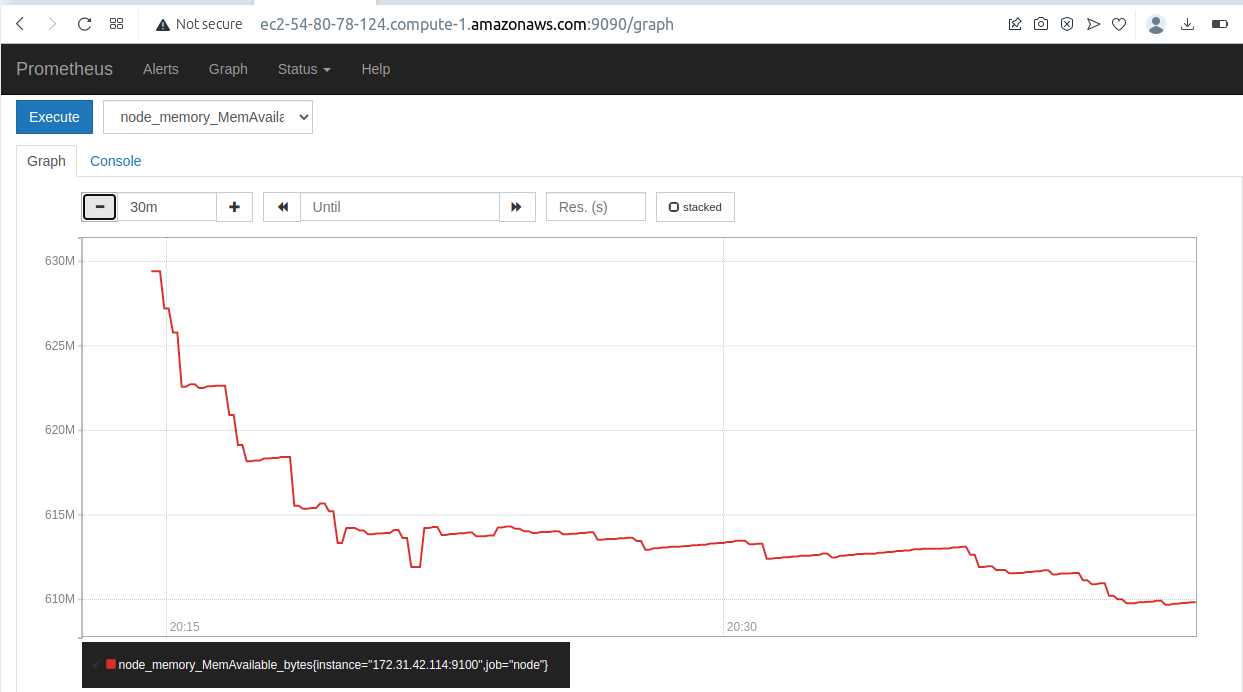 Not secure ec2-54-80-78-124.compute-1.amazonaws.com:9090/graph
Prometheus Alerts Graph Status Help
Execute node_memory_MemAvaila
Graph Console
− 30m + Until Res. (s) stacked
630M
625M
620M
615M
610M
20:15 20:30
node_memory_MemAvailable_bytes{instance="172.31.42.114:9100",job="node"}